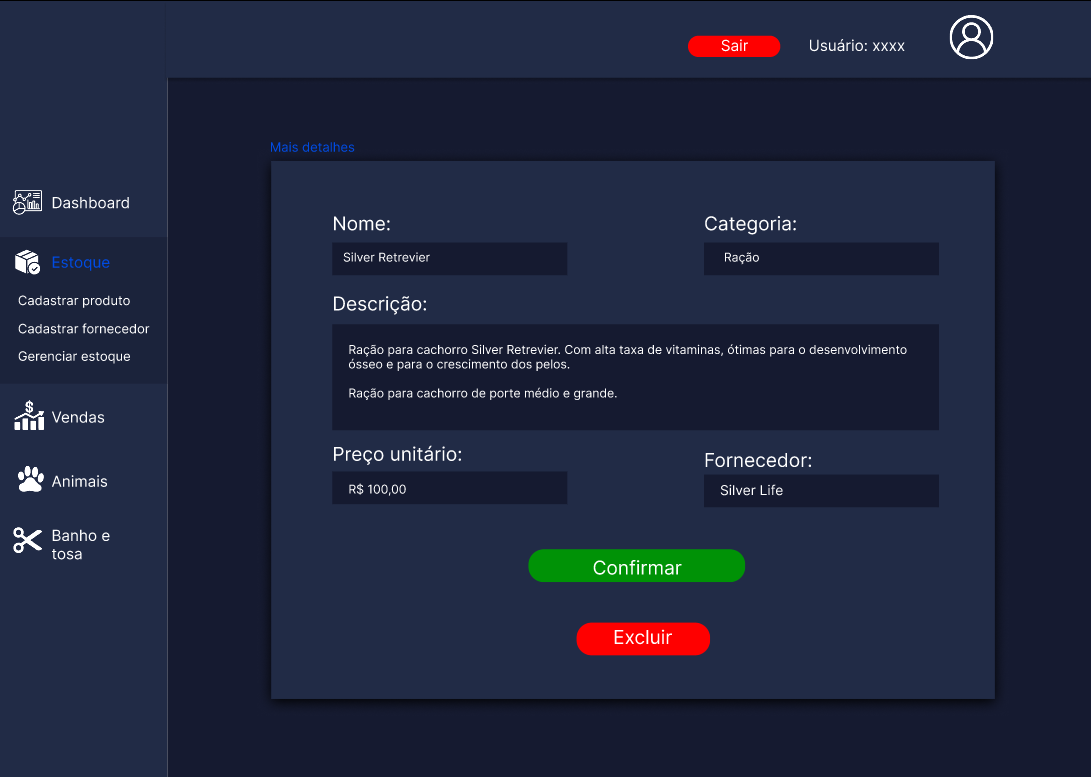 Sair
Usuário: xxxx
Mais detalhes
Dashboard
Estoque
Cadastrar produto
Cadastrar fornecedor
Gerenciar estoque
Vendas
Animais
Banho e
tosa
Nome:
Silver Retrevier
Categoria:
Ração
Descrição:
Ração para cachorro Silver Retrevier. Com alta taxa de vitaminas, ótimas para o desenvolvimento
ósseo e para o crescimento dos pelos.
Ração para cachorro de porte médio e grande.
Preço unitário:
R$ 100,00
Fornecedor:
Silver Life
Confirmar
Excluir